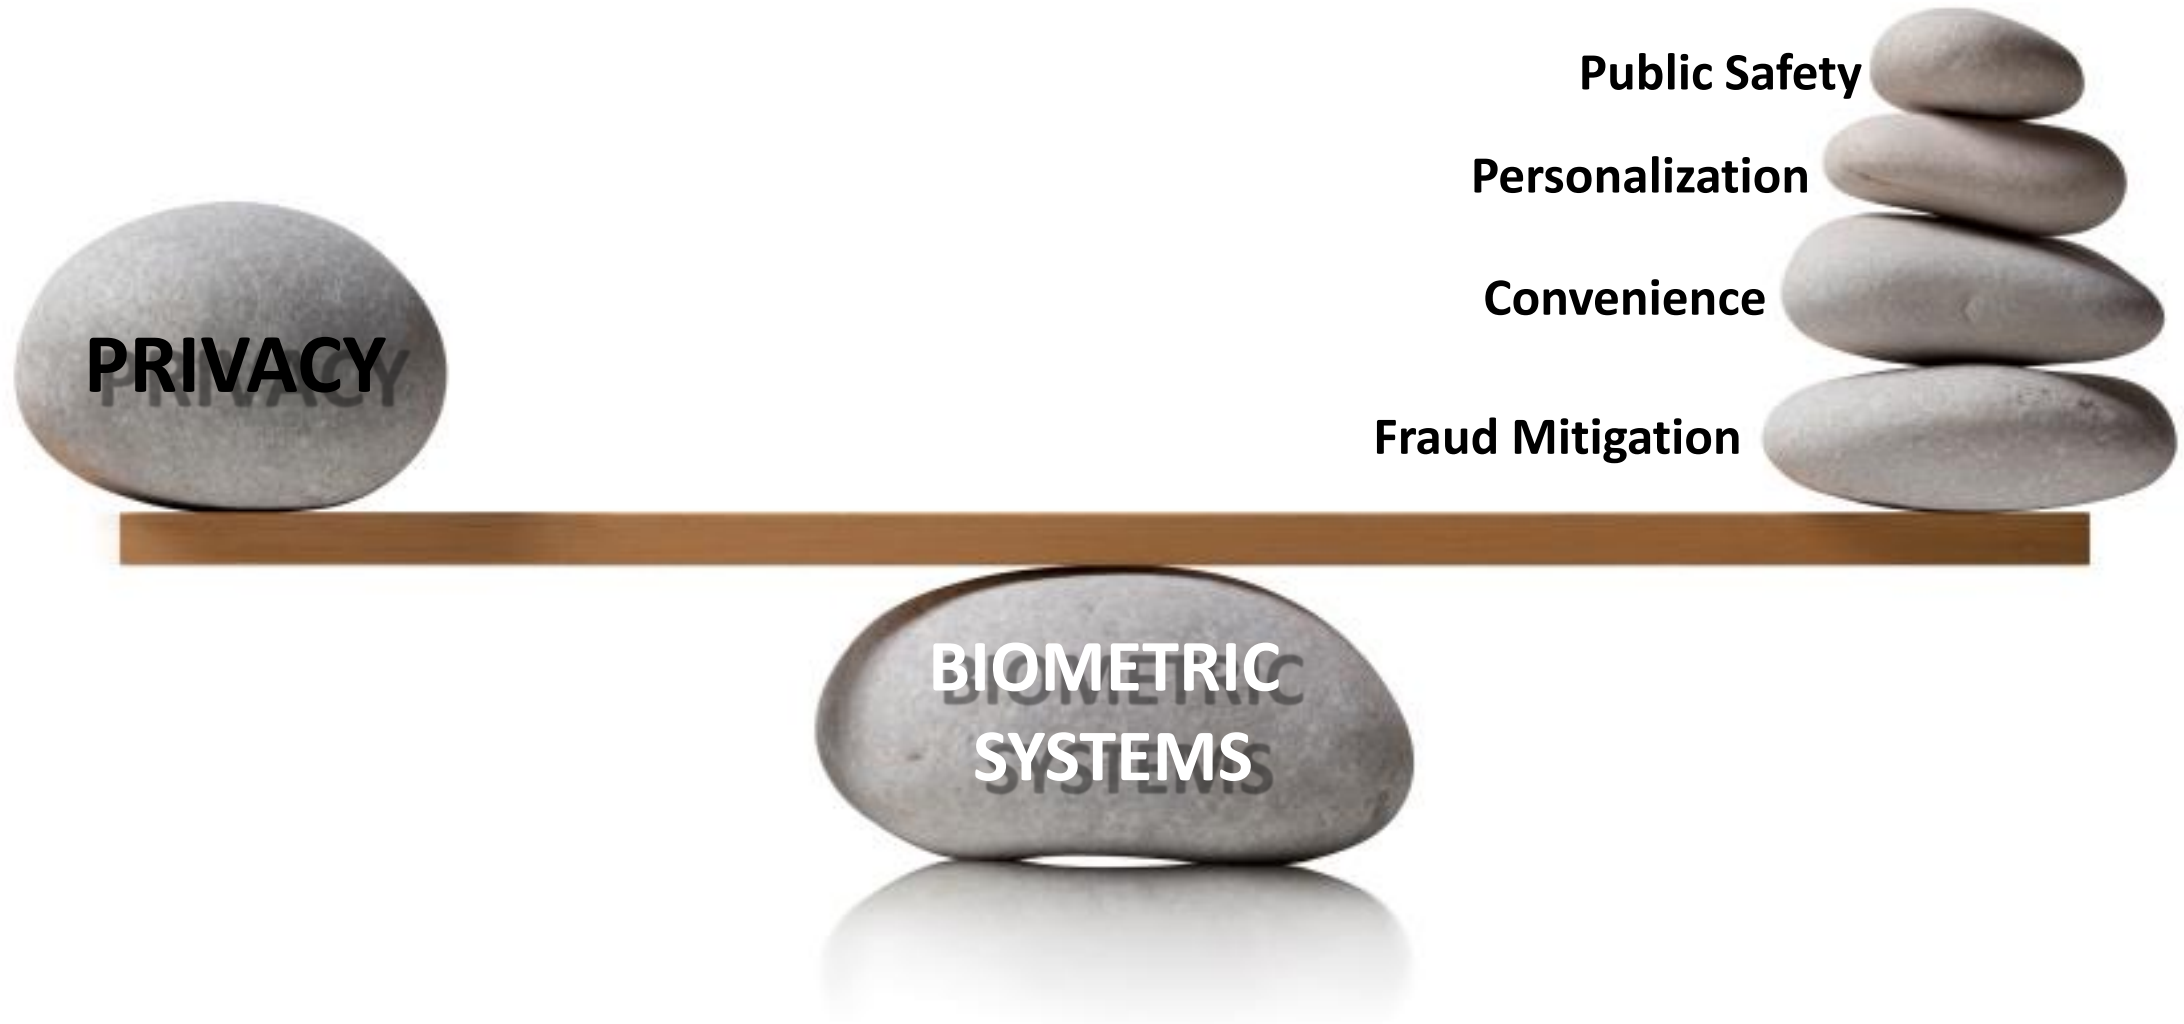 Public Safety
Personalization
Convenience
Fraud Mitigation
PRIVACY
BIOMETRIC
SYSTEMS